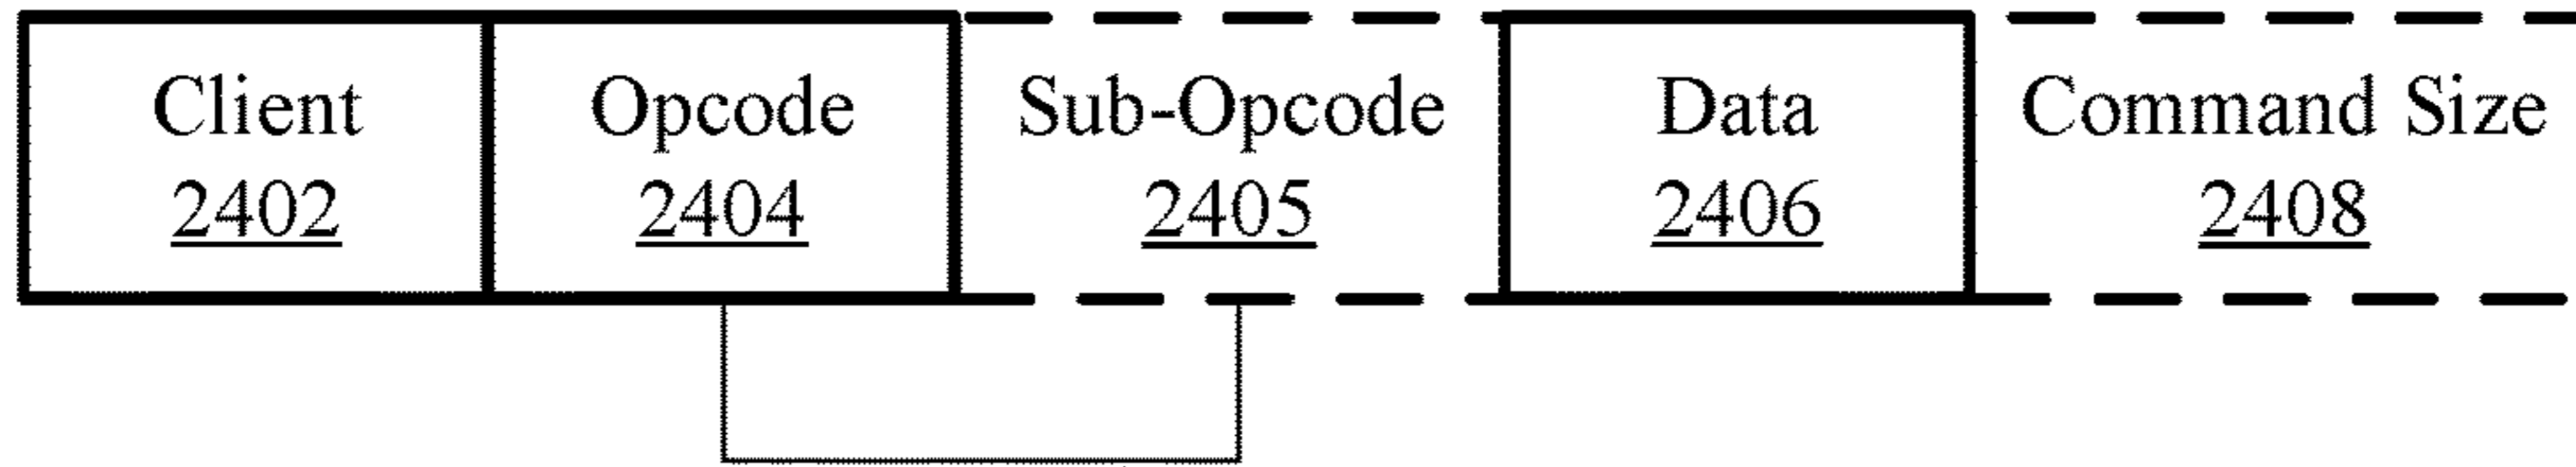 Client Opcode Sub-Opcode Data Command Size
2402 2404 2405 2406 2408